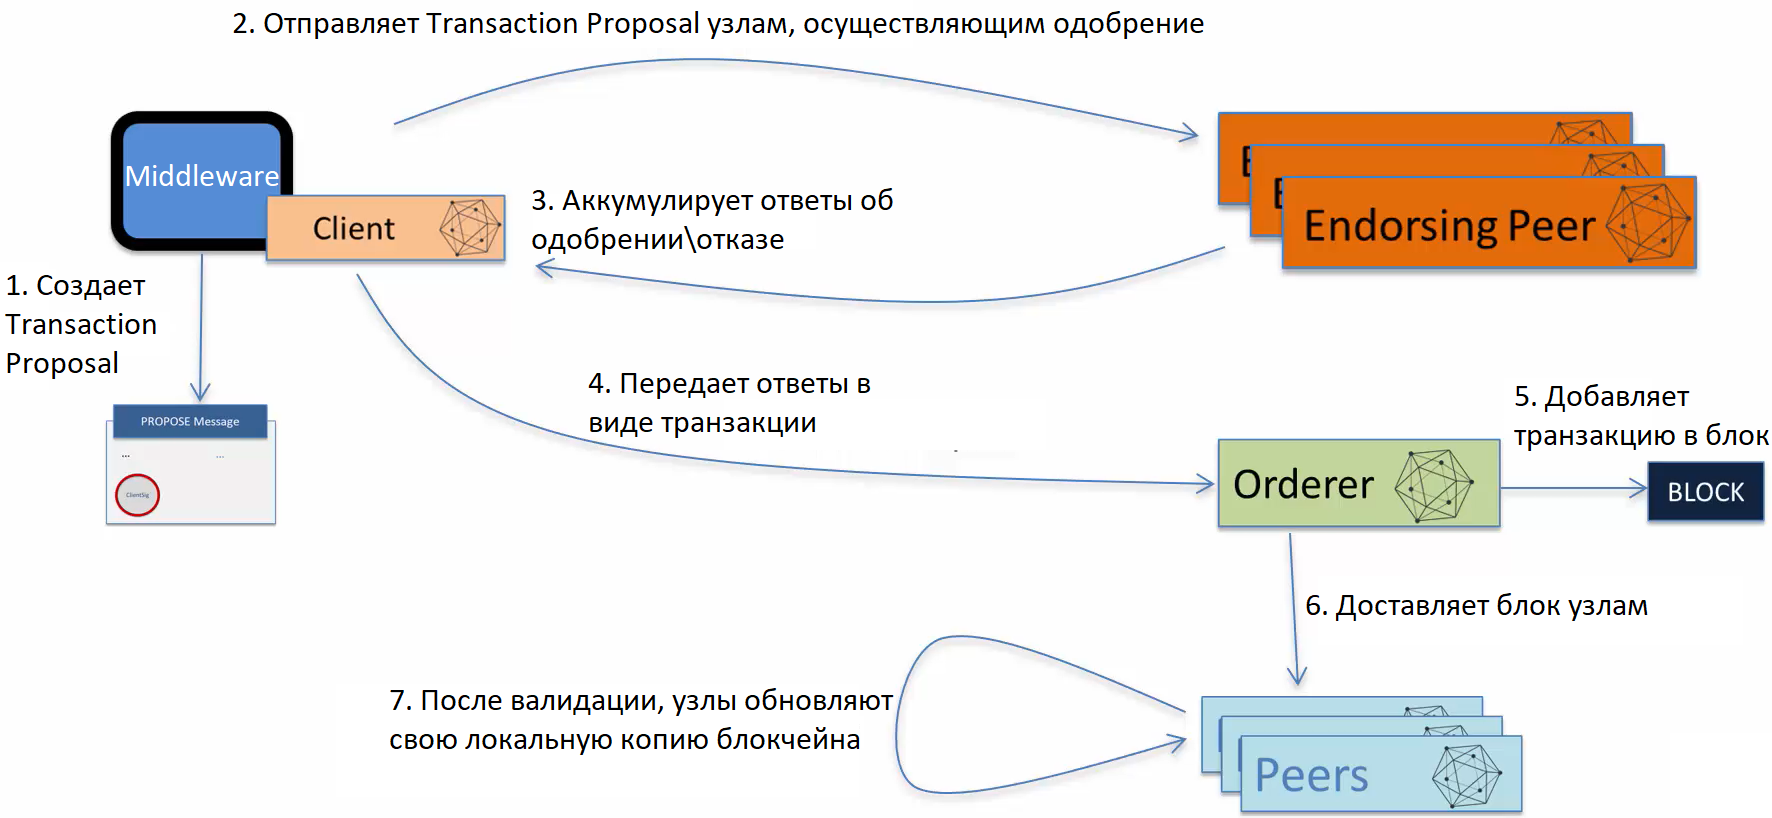 2. Отправляет Transaction Proposal узлам, осуществляющим одобрение
Middleware
Client
3. Аккумулирует ответы об
одобрении\отказе
E
E
Endorsing Peer
1. Создает
Transaction
Proposal
PROPOSE Message
... ...
ClientSig
4. Передает ответы в
виде транзакции
5. Добавляет
транзакцию в блок
Orderer
BLOCK
6. Доставляет блок узлам
7. После валидации, узлы обновляют
свою локальную копию блокчейна
Peers